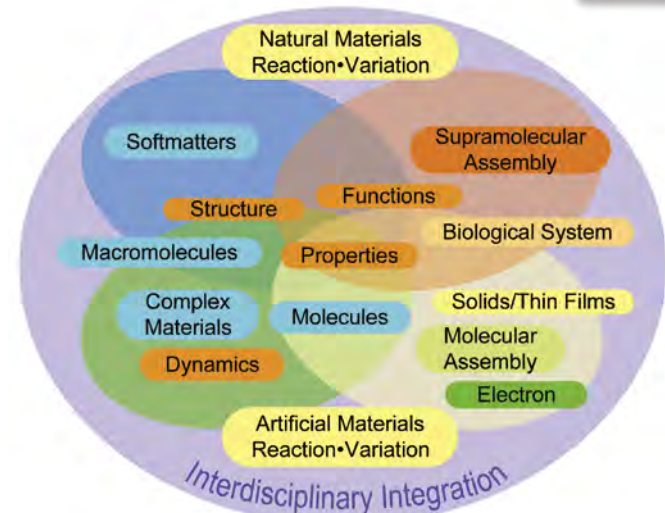 Natural Materials
Reaction•Variation
Softmatters
Supramolecular
Assembly
Functions
Structure
Biological System
Macromolecules
Properties
Solids/Thin Films
Complex
Materials
Molecules
Molecular
Assembly
Dynamics
Electron
Artificial Materials
Reaction•Variation
Interdisciplinary Integration